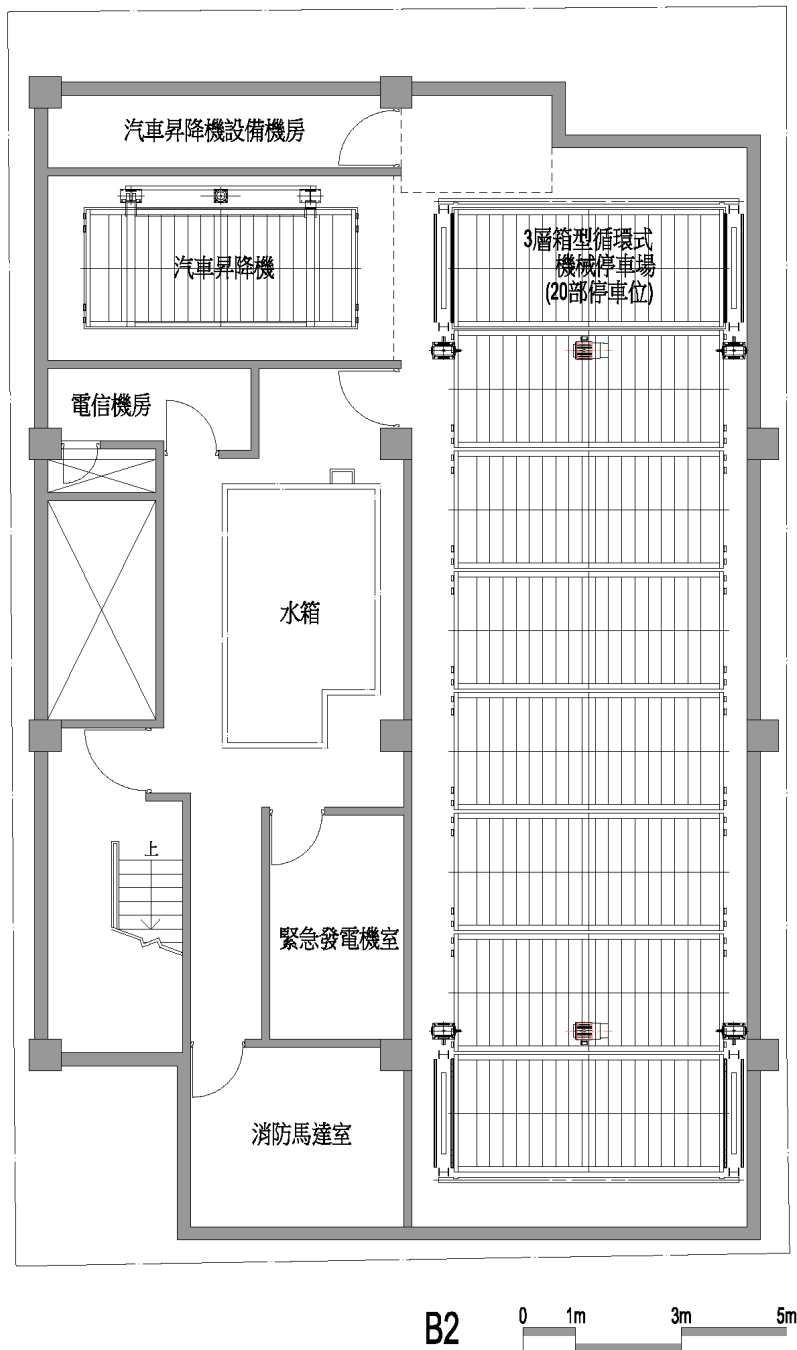 汽車昇降機設備機房
汽車昇降機
3層箱型循環式
機械停車場
(20部停車位)
電信機房
水箱
上
緊急發電機室
消防馬達室
B2
0 1m 3m 5m